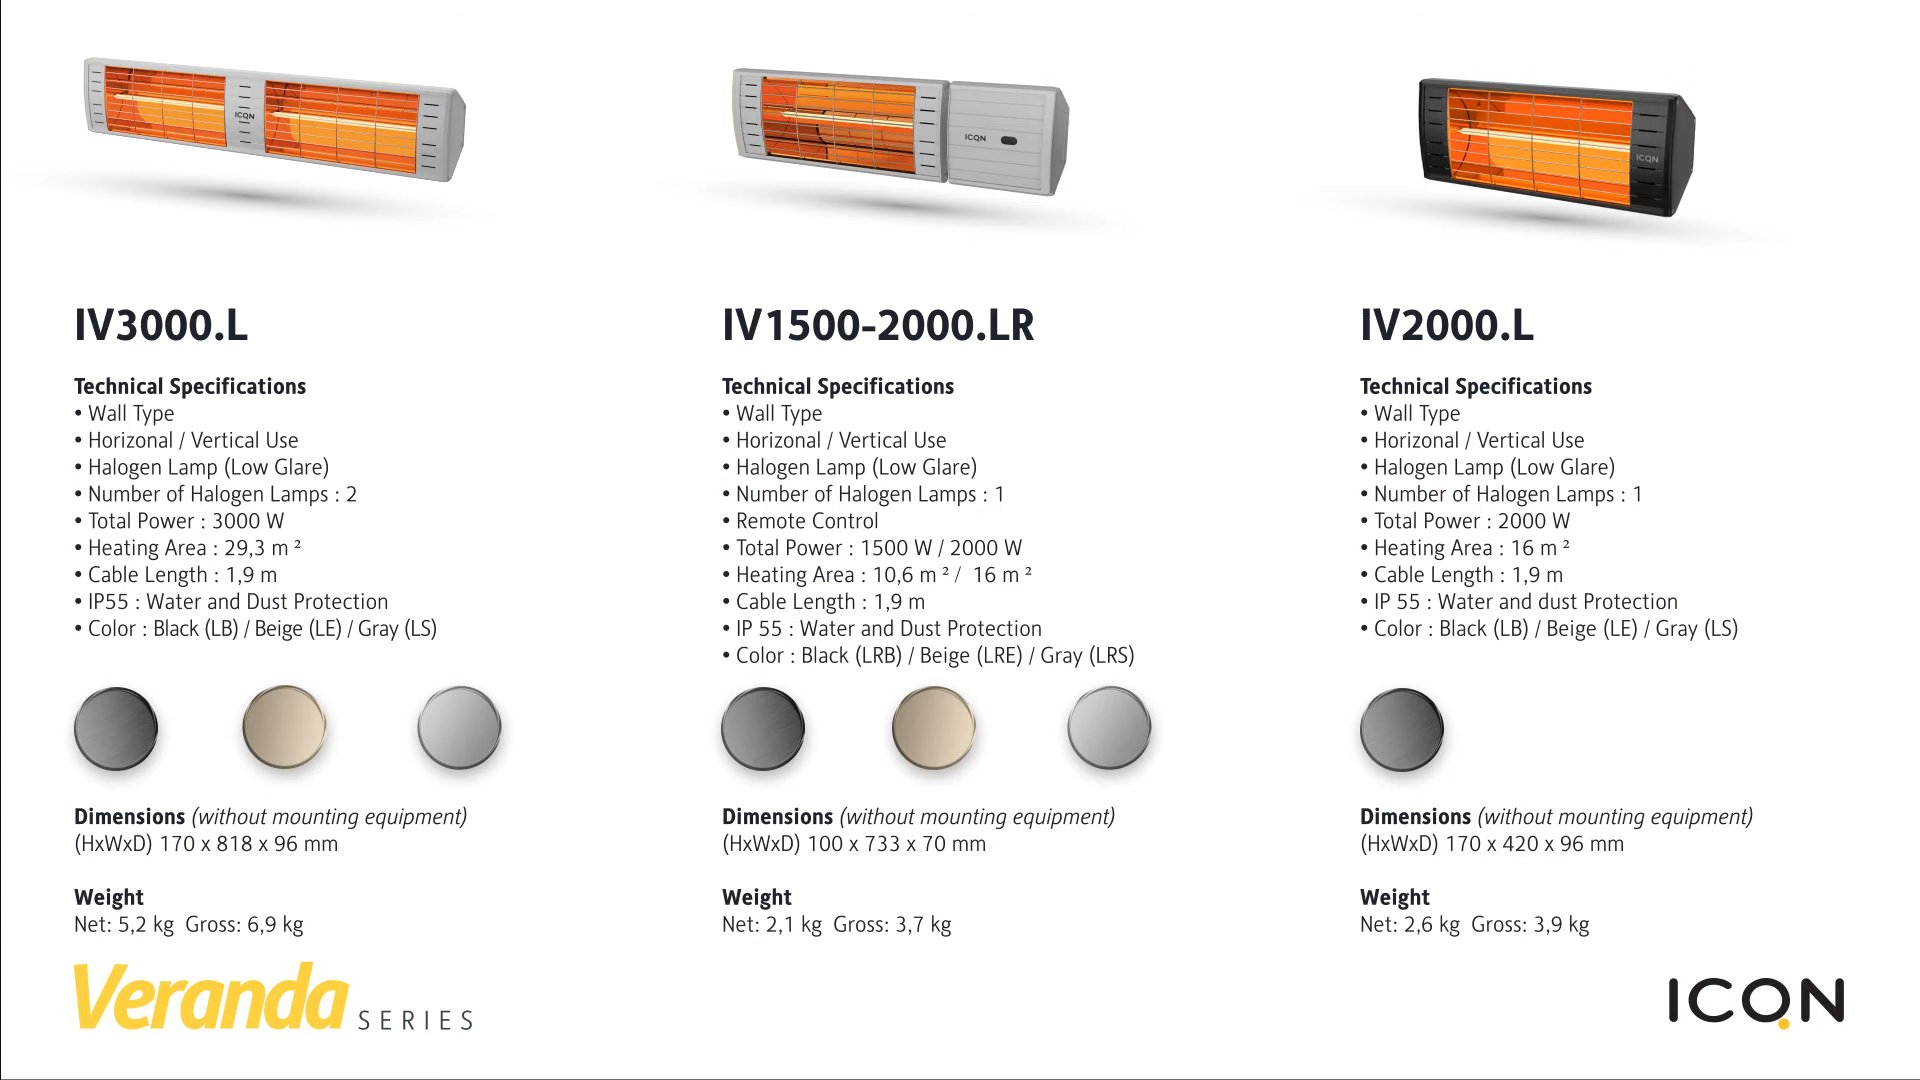 ICON
ICON
ICON
IV3000.L
Technical Specifications
• Wall Type
• Horizonal / Vertical Use
• Halogen Lamp (Low Glare)
• Number of Halogen Lamps : 2
• Total Power : 3000 W
• Heating Area : 29,3 m ²
• Cable Length : 1,9 m
• IP55 : Water and Dust Protection
• Color : Black (LB) / Beige (LE) / Gray (LS)
Dimensions (without mounting equipment)
(HxWxD) 170 x 818 x 96 mm
Weight
Net: 5,2 kg  Gross: 6,9 kg
IV1500-2000.LR
Technical Specifications
• Wall Type
• Horizonal / Vertical Use
• Halogen Lamp (Low Glare)
• Number of Halogen Lamps : 1
• Remote Control
• Total Power : 1500 W / 2000 W
• Heating Area : 10,6 m ² /  16 m ²
• Cable Length : 1,9 m
• IP 55 : Water and Dust Protection
• Color : Black (LRB) / Beige (LRE) / Gray (LRS)
Dimensions (without mounting equipment)
(HxWxD) 100 x 733 x 70 mm
Weight
Net: 2,1 kg  Gross: 3,7 kg
IV2000.L
Technical Specifications
• Wall Type
• Horizonal / Vertical Use
• Halogen Lamp (Low Glare)
• Number of Halogen Lamps : 1
• Total Power : 2000 W
• Heating Area : 16 m ²
• Cable Length : 1,9 m
• IP 55 : Water and dust Protection
• Color : Black (LB) / Beige (LE) / Gray (LS)
Dimensions (without mounting equipment)
(HxWxD) 170 x 420 x 96 mm
Weight
Net: 2,6 kg  Gross: 3,9 kg
Veranda SERIES
ICON